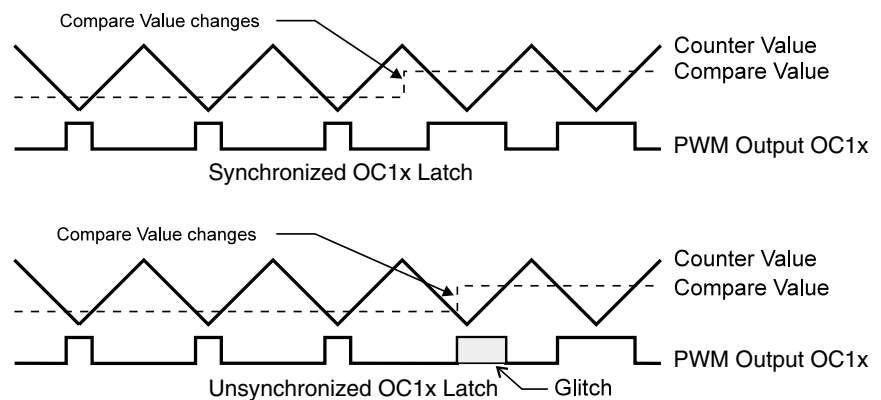 Compare Value changes
Counter Value
Compare Value
PWM Output OC1x
Synchronized OC1x Latch
Compare Value changes
Counter Value
Compare Value
PWM Output OC1x
Unsynchronized OC1x Latch
Glitch